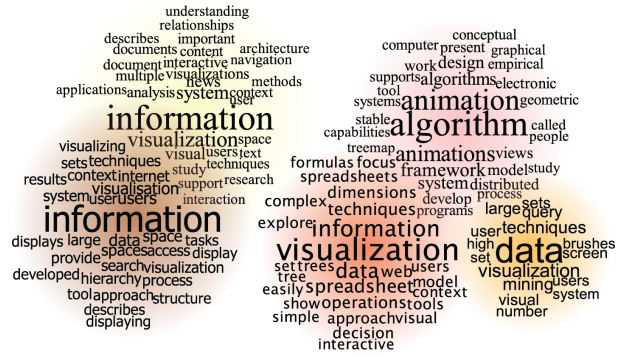 understanding
relationships
describes important
documents content architecture
document interactive navigation
multiple visualizations
news methods
applications analysis system context
user
information
visualization space
visual users text
study techniques
support research
interaction
visualizing
sets techniques
results context internet
visualisation
system users users
information
displays large data space tasks
provide spaces access display
search visualization
developed hierarchy process
tool approach structure
describes
displaying
conceptual
computer present graphical
work design empirical
supports algorithms electronic
tool
systems animation geometric
stable algorithm called
capabilities people
treemap animations views
framework model study
system distributed
develop process
programs
formulas focus
spreadsheets
dimensions
complex techniques
explore information
visualization
set trees data web users
tree model
easily spreadsheet context
show operations tools
simple approach visual
decision
interactive
large sets
query
user techniques
high data brushes
set screen
visualization
mining users
visual system
number